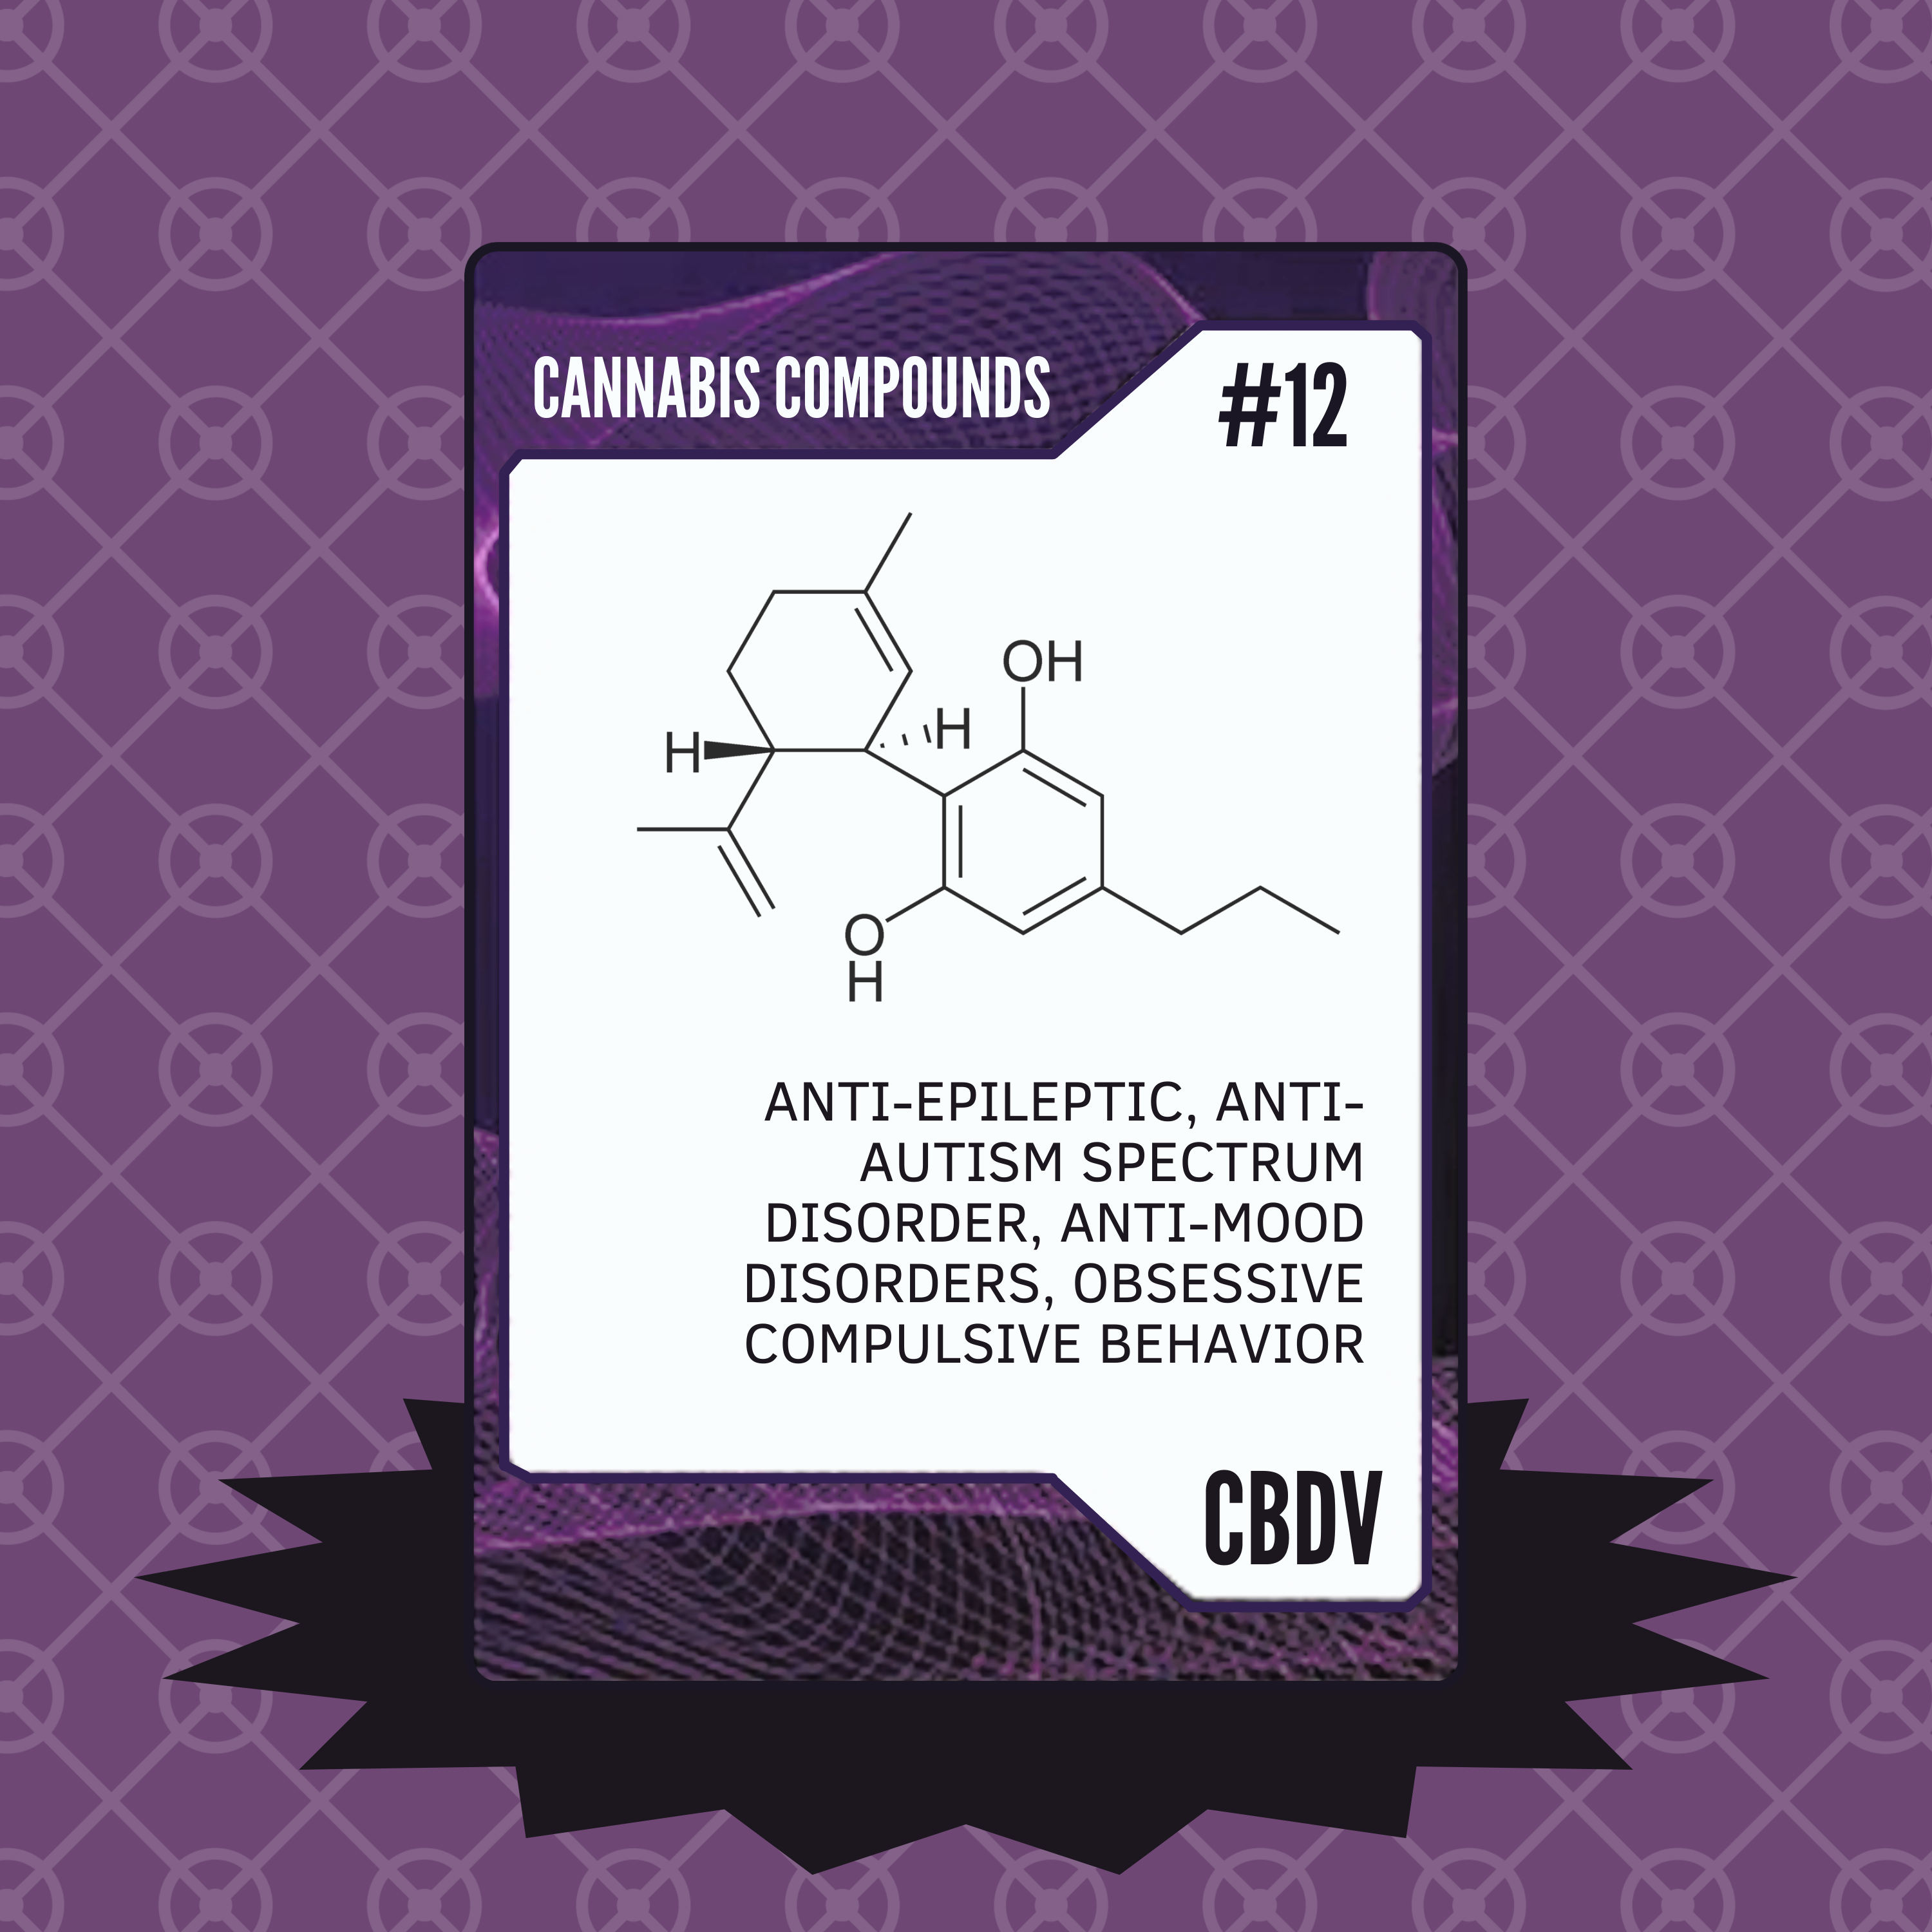 CANNABIS COMPOUNDS
#12
OH
H
H
O
H
ANTI-EPILEPTIC, ANTI-
AUTISM SPECTRUM
DISORDER, ANTI-MOOD
DISORDERS, OBSESSIVE
COMPULSIVE BEHAVIOR
CBDV